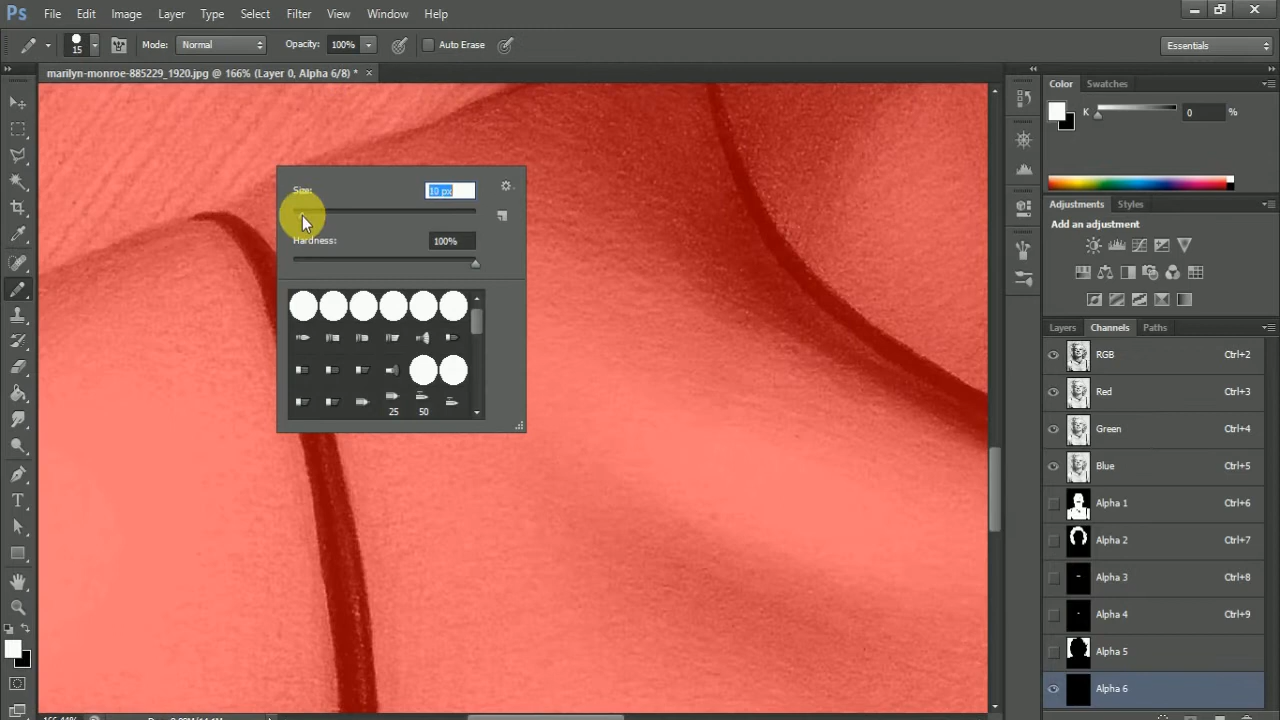 Ps File Edit Image Layer Type Select Filter View Window Help
15 Mode: Normal Opacity: 100% Auto Erase Essentials
marilyn-monroe-885229_1920.jpg @ 166% (Layer 0, Alpha 6/8) * ×
Color Swatches
K 0 %
Size: 10 px
Hardness: 100%
25 50
Adjustments Styles
Add an adjustment
Layers Channels Paths
RGB Ctrl+2
Red Ctrl+3
Green Ctrl+4
Blue Ctrl+5
Alpha 1 Ctrl+6
Alpha 2 Ctrl+7
Alpha 3 Ctrl+8
Alpha 4 Ctrl+9
Alpha 5
Alpha 6